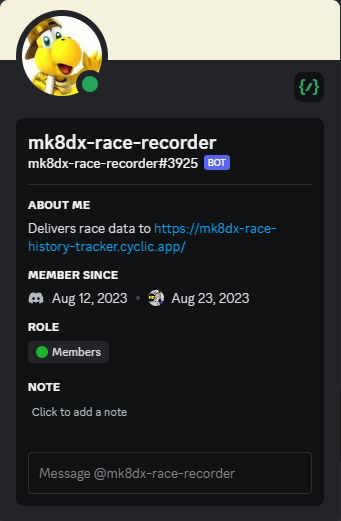 mk8dx-race-recorder
mk8dx-race-recorder#3925 BOT
ABOUT ME
Delivers race data to https://mk8dx-race-
history-tracker.cyclic.app/
MEMBER SINCE
Aug 12, 2023 • Aug 23, 2023
ROLE
Members
NOTE
Click to add a note
Message @mk8dx-race-recorder